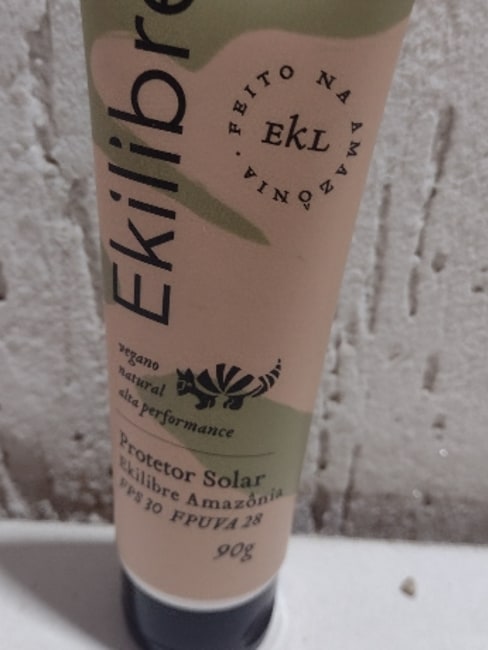 Ekilibre
FEITO NA AMAZÔNIA ·
EkL
vegano
natural
alta performance
Protetor Solar
Ekilibre Amazônia
FPS 30 FPUVA 28
90g